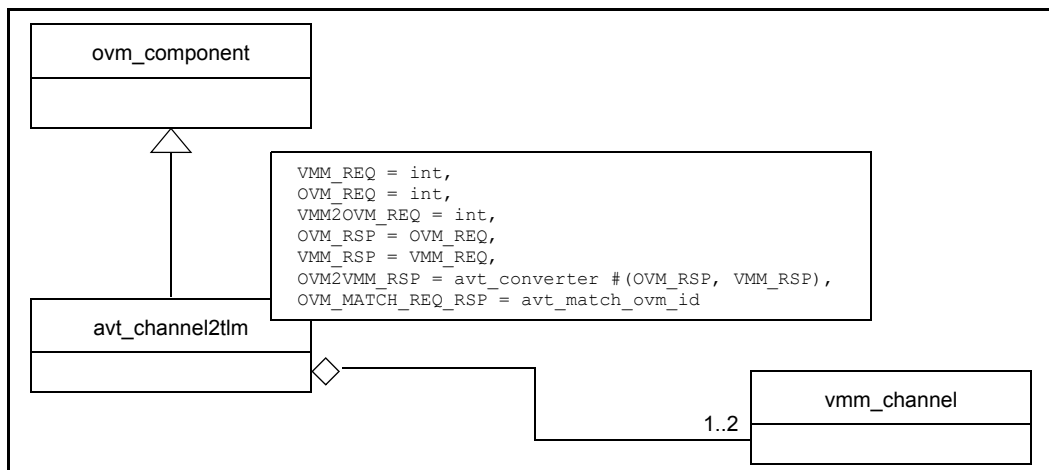 ovm_component
VMM_REQ = int,
OVM_REQ = int,
VMM2OVM_REQ = int,
OVM_RSP = OVM_REQ,
VMM_RSP = VMM_REQ,
OVM2VMM_RSP = avt_converter #(OVM_RSP, VMM_RSP),
OVM_MATCH_REQ_RSP = avt_match_ovm_id
avt_channel2tlm
vmm_channel
1..2